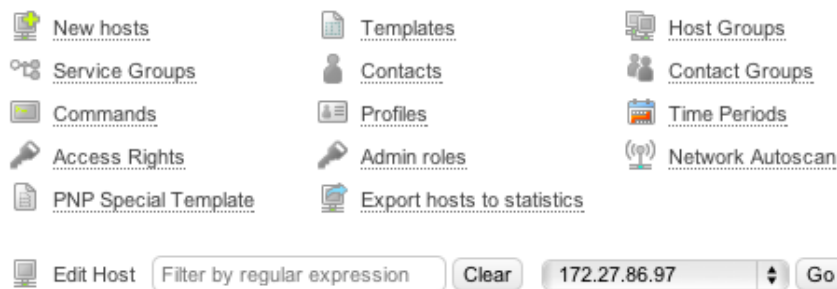 New hosts Templates Host Groups
Service Groups Contacts Contact Groups
Commands Profiles Time Periods
Access Rights Admin roles Network Autoscan
PNP Special Template Export hosts to statistics
Edit Host Filter by regular expression Clear 172.27.86.97 Go